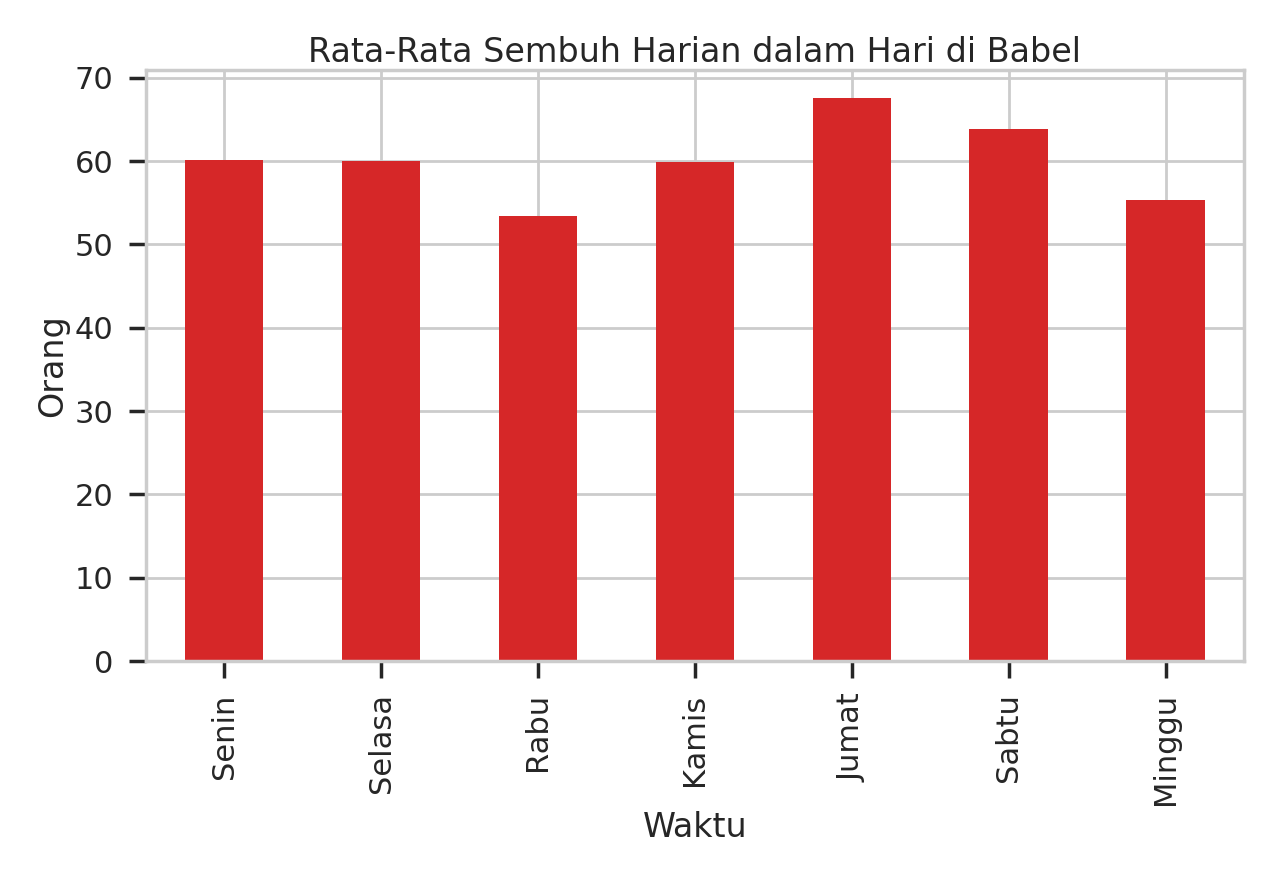 Rata-Rata Sembuh Harian dalam Hari di Babel
70
60
50
40
30
20
10
0
Orang
Senin
Selasa
Rabu
Kamis
Jumat
Sabtu
Minggu
Waktu